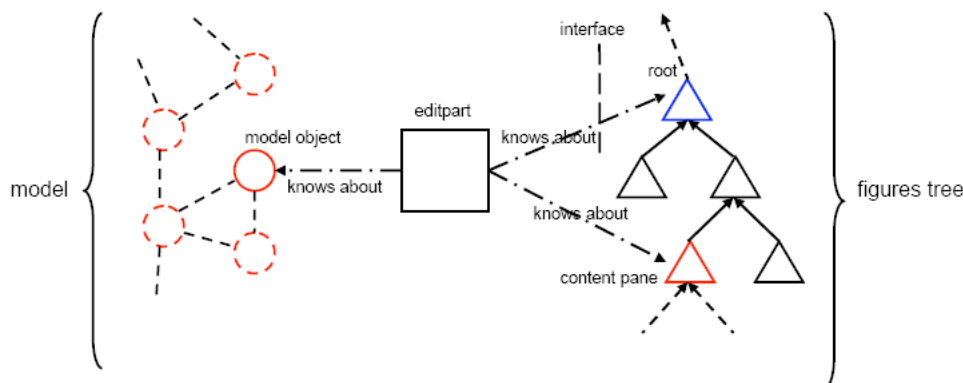 interface
root
editpart
model object
knows about
knows about
model
figures tree
knows about
content pane